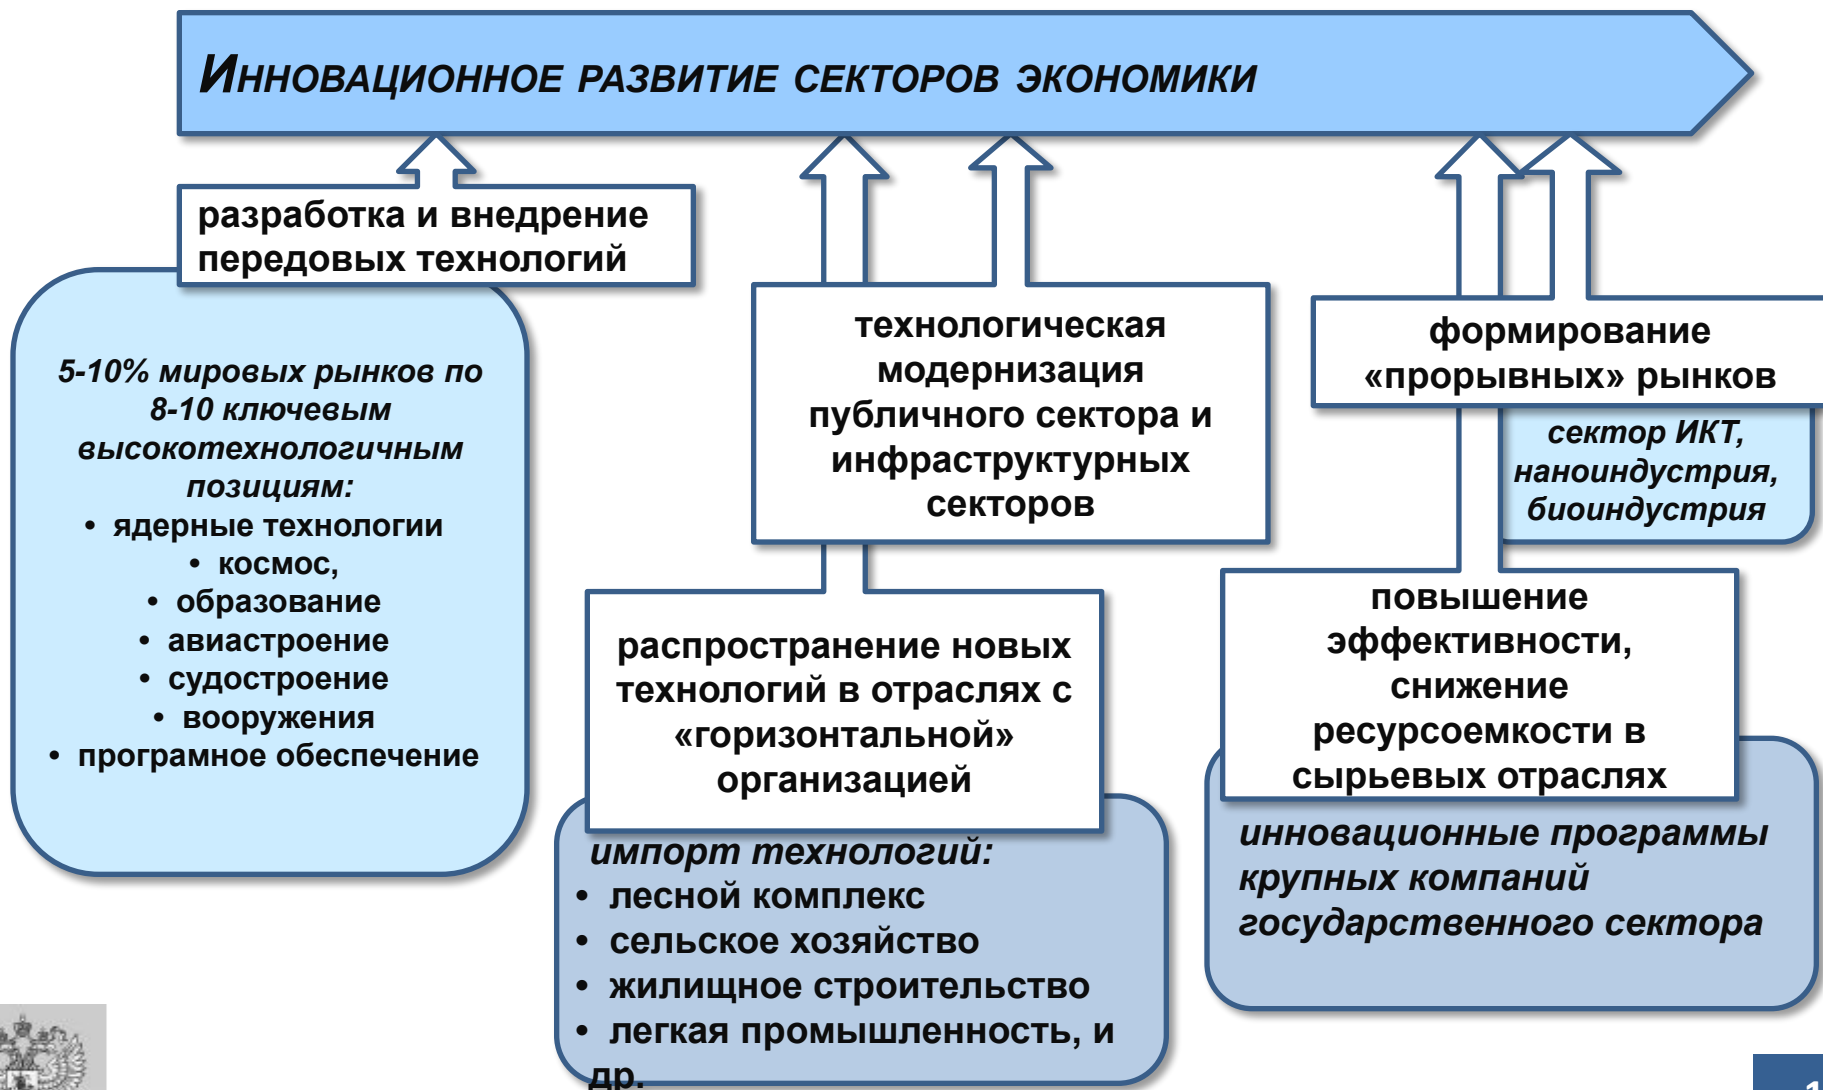 Инновационное развитие секторов экономики
разработка и внедрение
передовых технологий
5-10% мировых рынков по
8-10 ключевым
высокотехнологичным
позициям:
• ядерные технологии
• космос,
• образование
• авиастроение
• судостроение
• вооружения
• програмное обеспечение
технологическая
модернизация
публичного сектора и
инфраструктурных
секторов
распространение новых
технологий в отраслях с
«горизонтальной»
организацией
импорт технологий:
• лесной комплекс
• сельское хозяйство
• жилищное строительство
• легкая промышленность, и
др.
формирование
«прорывных» рынков
сектор ИКТ,
наноиндустрия,
биоиндустрия
повышение
эффективности,
снижение
ресурсоемкости в
сырьевых отраслях
инновационные программы
крупных компаний
государственного сектора